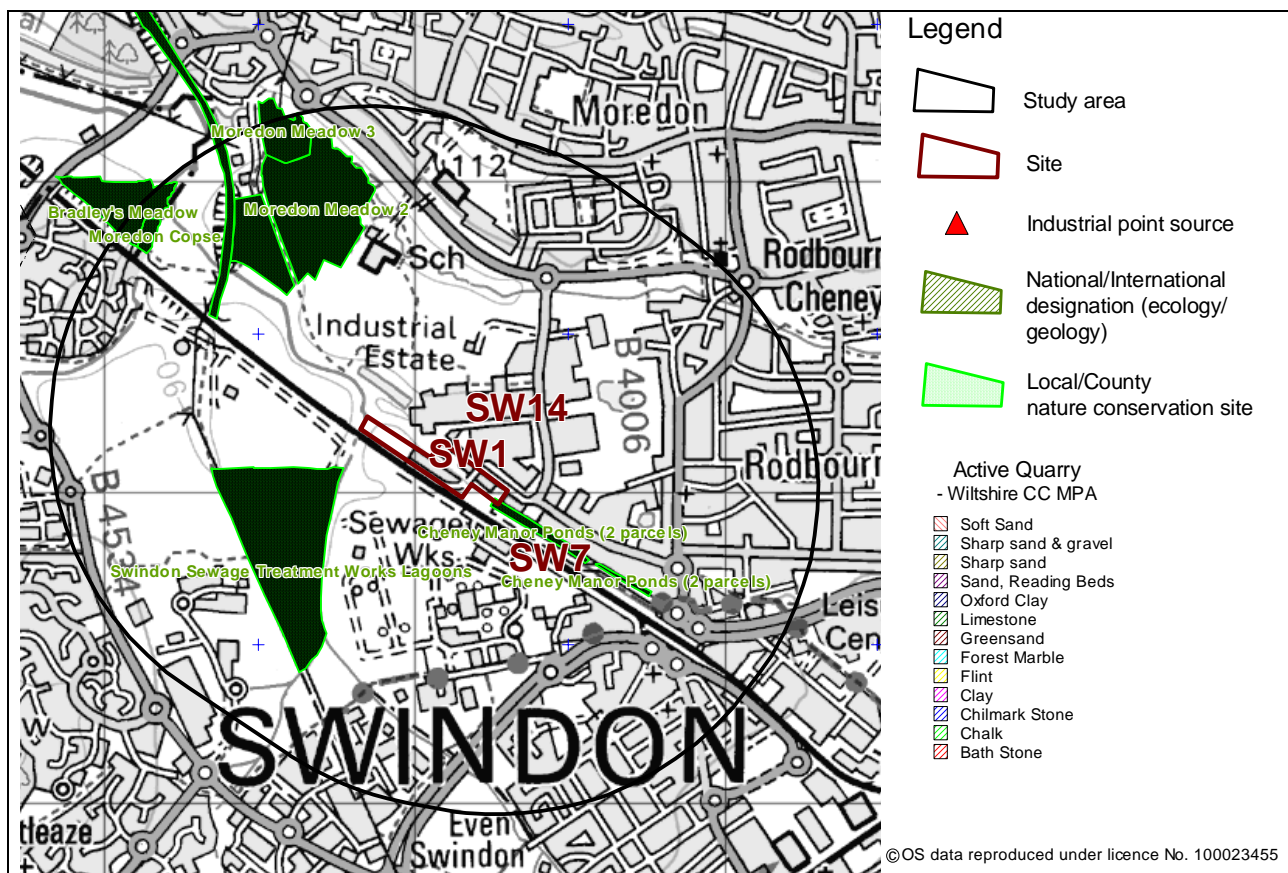 Moredon
Moredon Meadow 3
112
Bradley's Meadow
Moredon Meadow 2
Moredon Copse
Sch
Rodbourn
Cheney
Industrial
Estate
B 4006
90
SW14
SW1
Rodbourn
B 4534
Sewage
Wks
Cheney Manor Ponds (2 parcels)
SW7
Swindon Sewage Treatment Works Lagoons
Cheney Manor Ponds (2 parcels)
Leis
Cen
SWINDON
W
Even
Swindon
tleaze
Legend
Study area
Site
Industrial point source
National/International
designation (ecology/
geology)
Local/County
nature conservation site
Active Quarry
- Wiltshire CC MPA
Soft Sand
Sharp sand & gravel
Sharp sand
Sand, Reading Beds
Oxford Clay
Limestone
Greensand
Forest Marble
Flint
Clay
Chilmark Stone
Chalk
Bath Stone
©OS data reproduced under licence No. 100023455